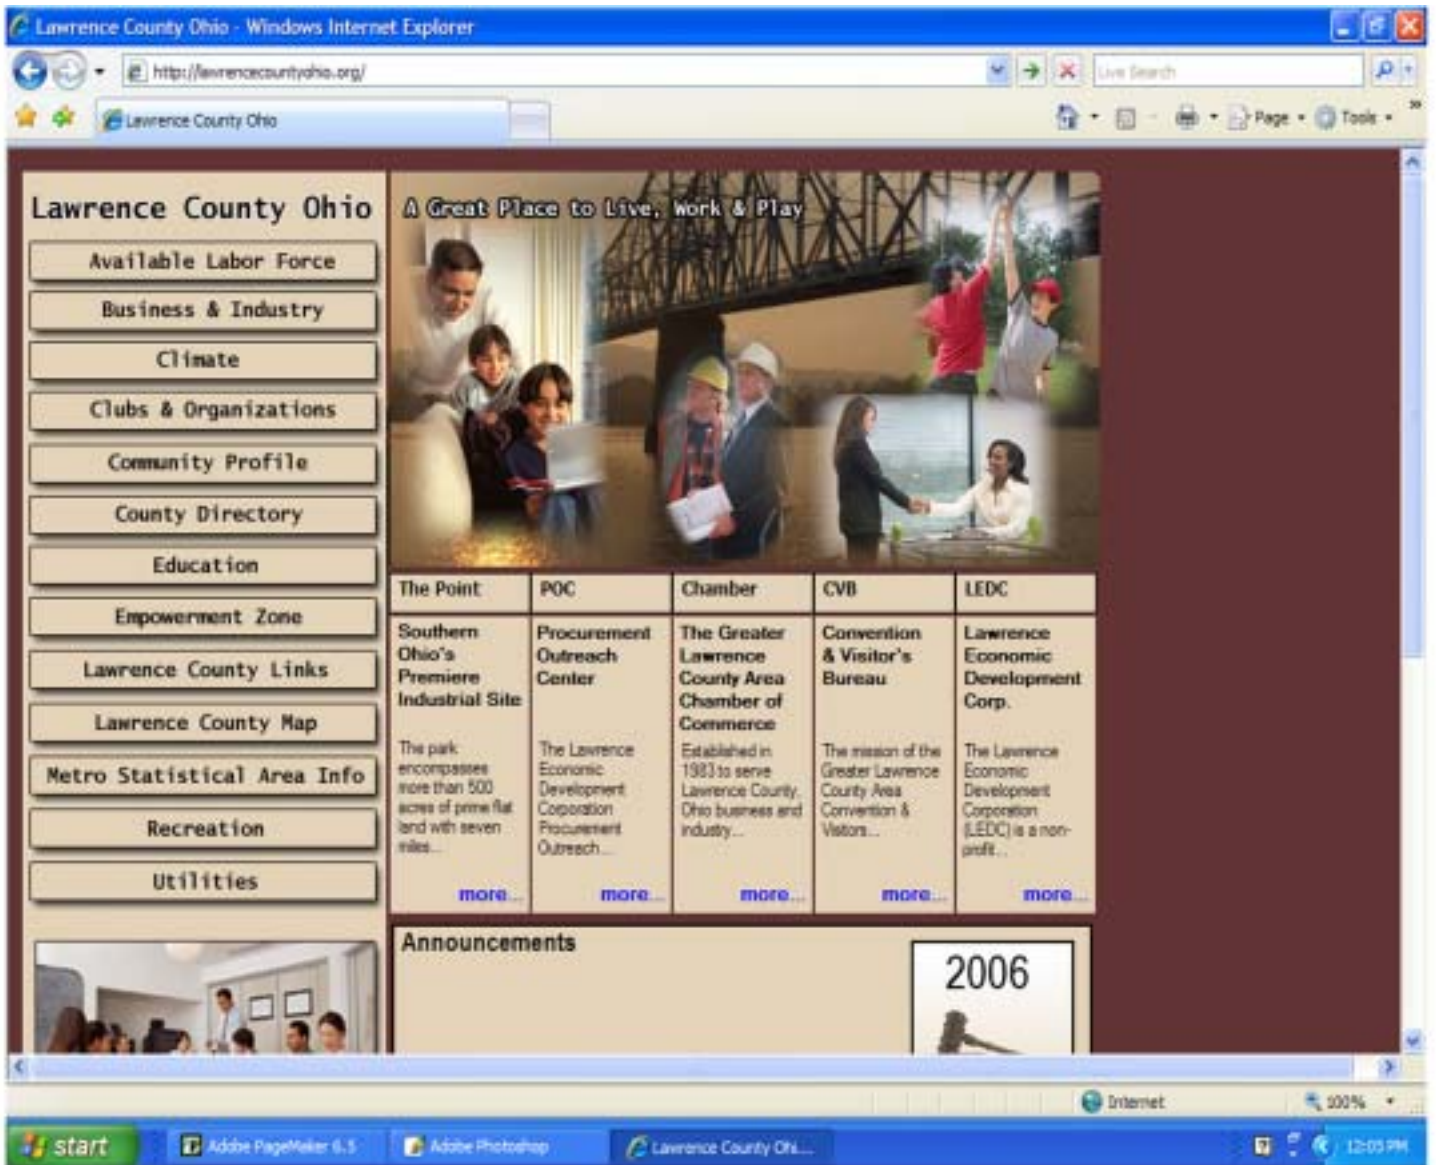 Lawrence County Ohio - Windows Internet Explorer
http://lawrencecountyohio.org/
Live Search
Lawrence County Ohio
Page
Tools
Lawrence County Ohio
Available Labor Force
Business & Industry
Climate
Clubs & Organizations
Community Profile
County Directory
Education
Empowerment Zone
Lawrence County Links
Lawrence County Map
Metro Statistical Area Info
Recreation
Utilities
A Great Place to Live, Work & Play
The Point
Southern
Ohio's
Premiere
Industrial Site
The park
encompasses
more than 500
acres of prime flat
land with seven
miles...
more...
POC
Procurement
Outreach
Center
The Lawrence
Economic
Development
Corporation
Procurement
Outreach...
more...
Chamber
The Greater
Lawrence
County Area
Chamber of
Commerce
Established in
1983 to serve
Lawrence County,
Ohio business and
industry...
more...
CVB
Convention
& Visitor's
Bureau
The mission of the
Greater Lawrence
County Area
Convention &
Visitors...
more...
LEDC
Lawrence
Economic
Development
Corp.
The Lawrence
Economic
Development
Corporation
(LEDC) is a non-
profit...
more...
Announcements
2006
Internet
100%
start
Adobe PageMaker 6.5
Adobe Photoshop
Lawrence County Ohi...
12:05 PM